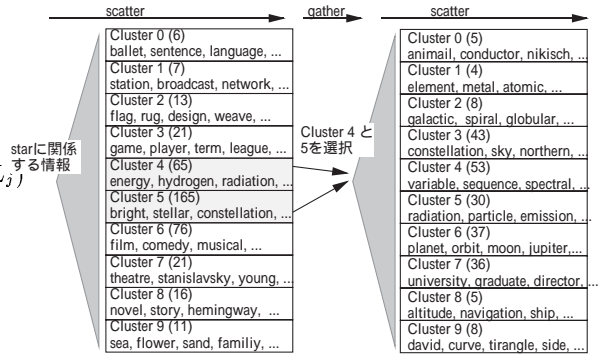 scatter
gather
scatter
starに関係
する情報
j)
Cluster 0 (6)
ballet, sentence, language, ...
Cluster 1 (7)
station, broadcast, network, ...
Cluster 2 (13)
flag, rug, design, weave, ...
Cluster 3 (21)
game, player, term, league, ...
Cluster 4 (65)
energy, hydrogen, radiation, ...
Cluster 5 (165)
bright, stellar, constellation, ...
Cluster 6 (76)
film, comedy, musical, ...
Cluster 7 (21)
theatre, stanislavsky, young, ...
Cluster 8 (16)
novel, story, hemingway, ...
Cluster 9 (11)
sea, flower, sand, familiy, ...
Cluster 4 と
5を選択
Cluster 0 (5)
animail, conductor, nikisch, ...
Cluster 1 (4)
element, metal, atomic, ...
Cluster 2 (8)
galactic, spiral, globular, ...
Cluster 3 (43)
constellation, sky, northern, ...
Cluster 4 (53)
variable, sequence, spectral, ...
Cluster 5 (30)
radiation, particle, emission, ...
Cluster 6 (37)
planet, orbit, moon, jupiter,...
Cluster 7 (36)
university, graduate, director, ...
Cluster 8 (5)
altitude, navigation, ship, ...
Cluster 9 (8)
david, curve, tirangle, side, ...